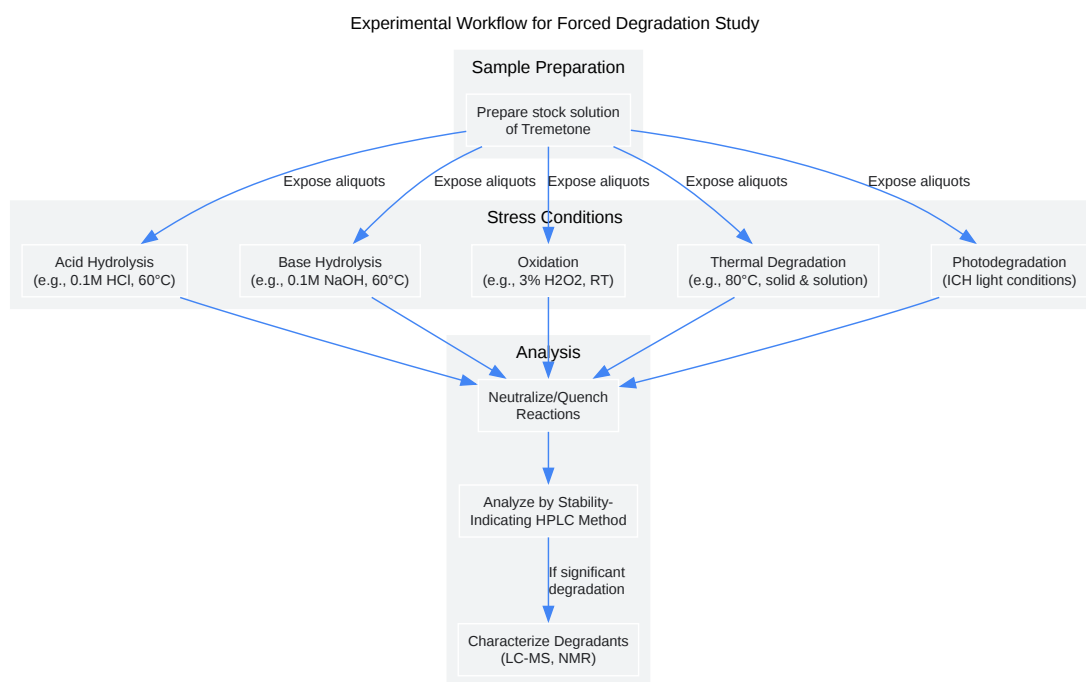 Experimental Workflow for Forced Degradation Study
Sample Preparation
Prepare stock solution
of Tremetone
Expose aliquots
Expose aliquots
Expose aliquots
Expose aliquots
Expose aliquots
Stress Conditions
Acid Hydrolysis
(e.g., 0.1M HCl, 60°C)
Base Hydrolysis
(e.g., 0.1M NaOH, 60°C)
Oxidation
(e.g., 3% H2O2, RT)
Thermal Degradation
(e.g., 80°C, solid & solution)
Photodegradation
(ICH light conditions)
Analysis
Neutralize/Quench
Reactions
Analyze by Stability-
Indicating HPLC Method
If significant
degradation
Characterize Degradants
(LC-MS, NMR)